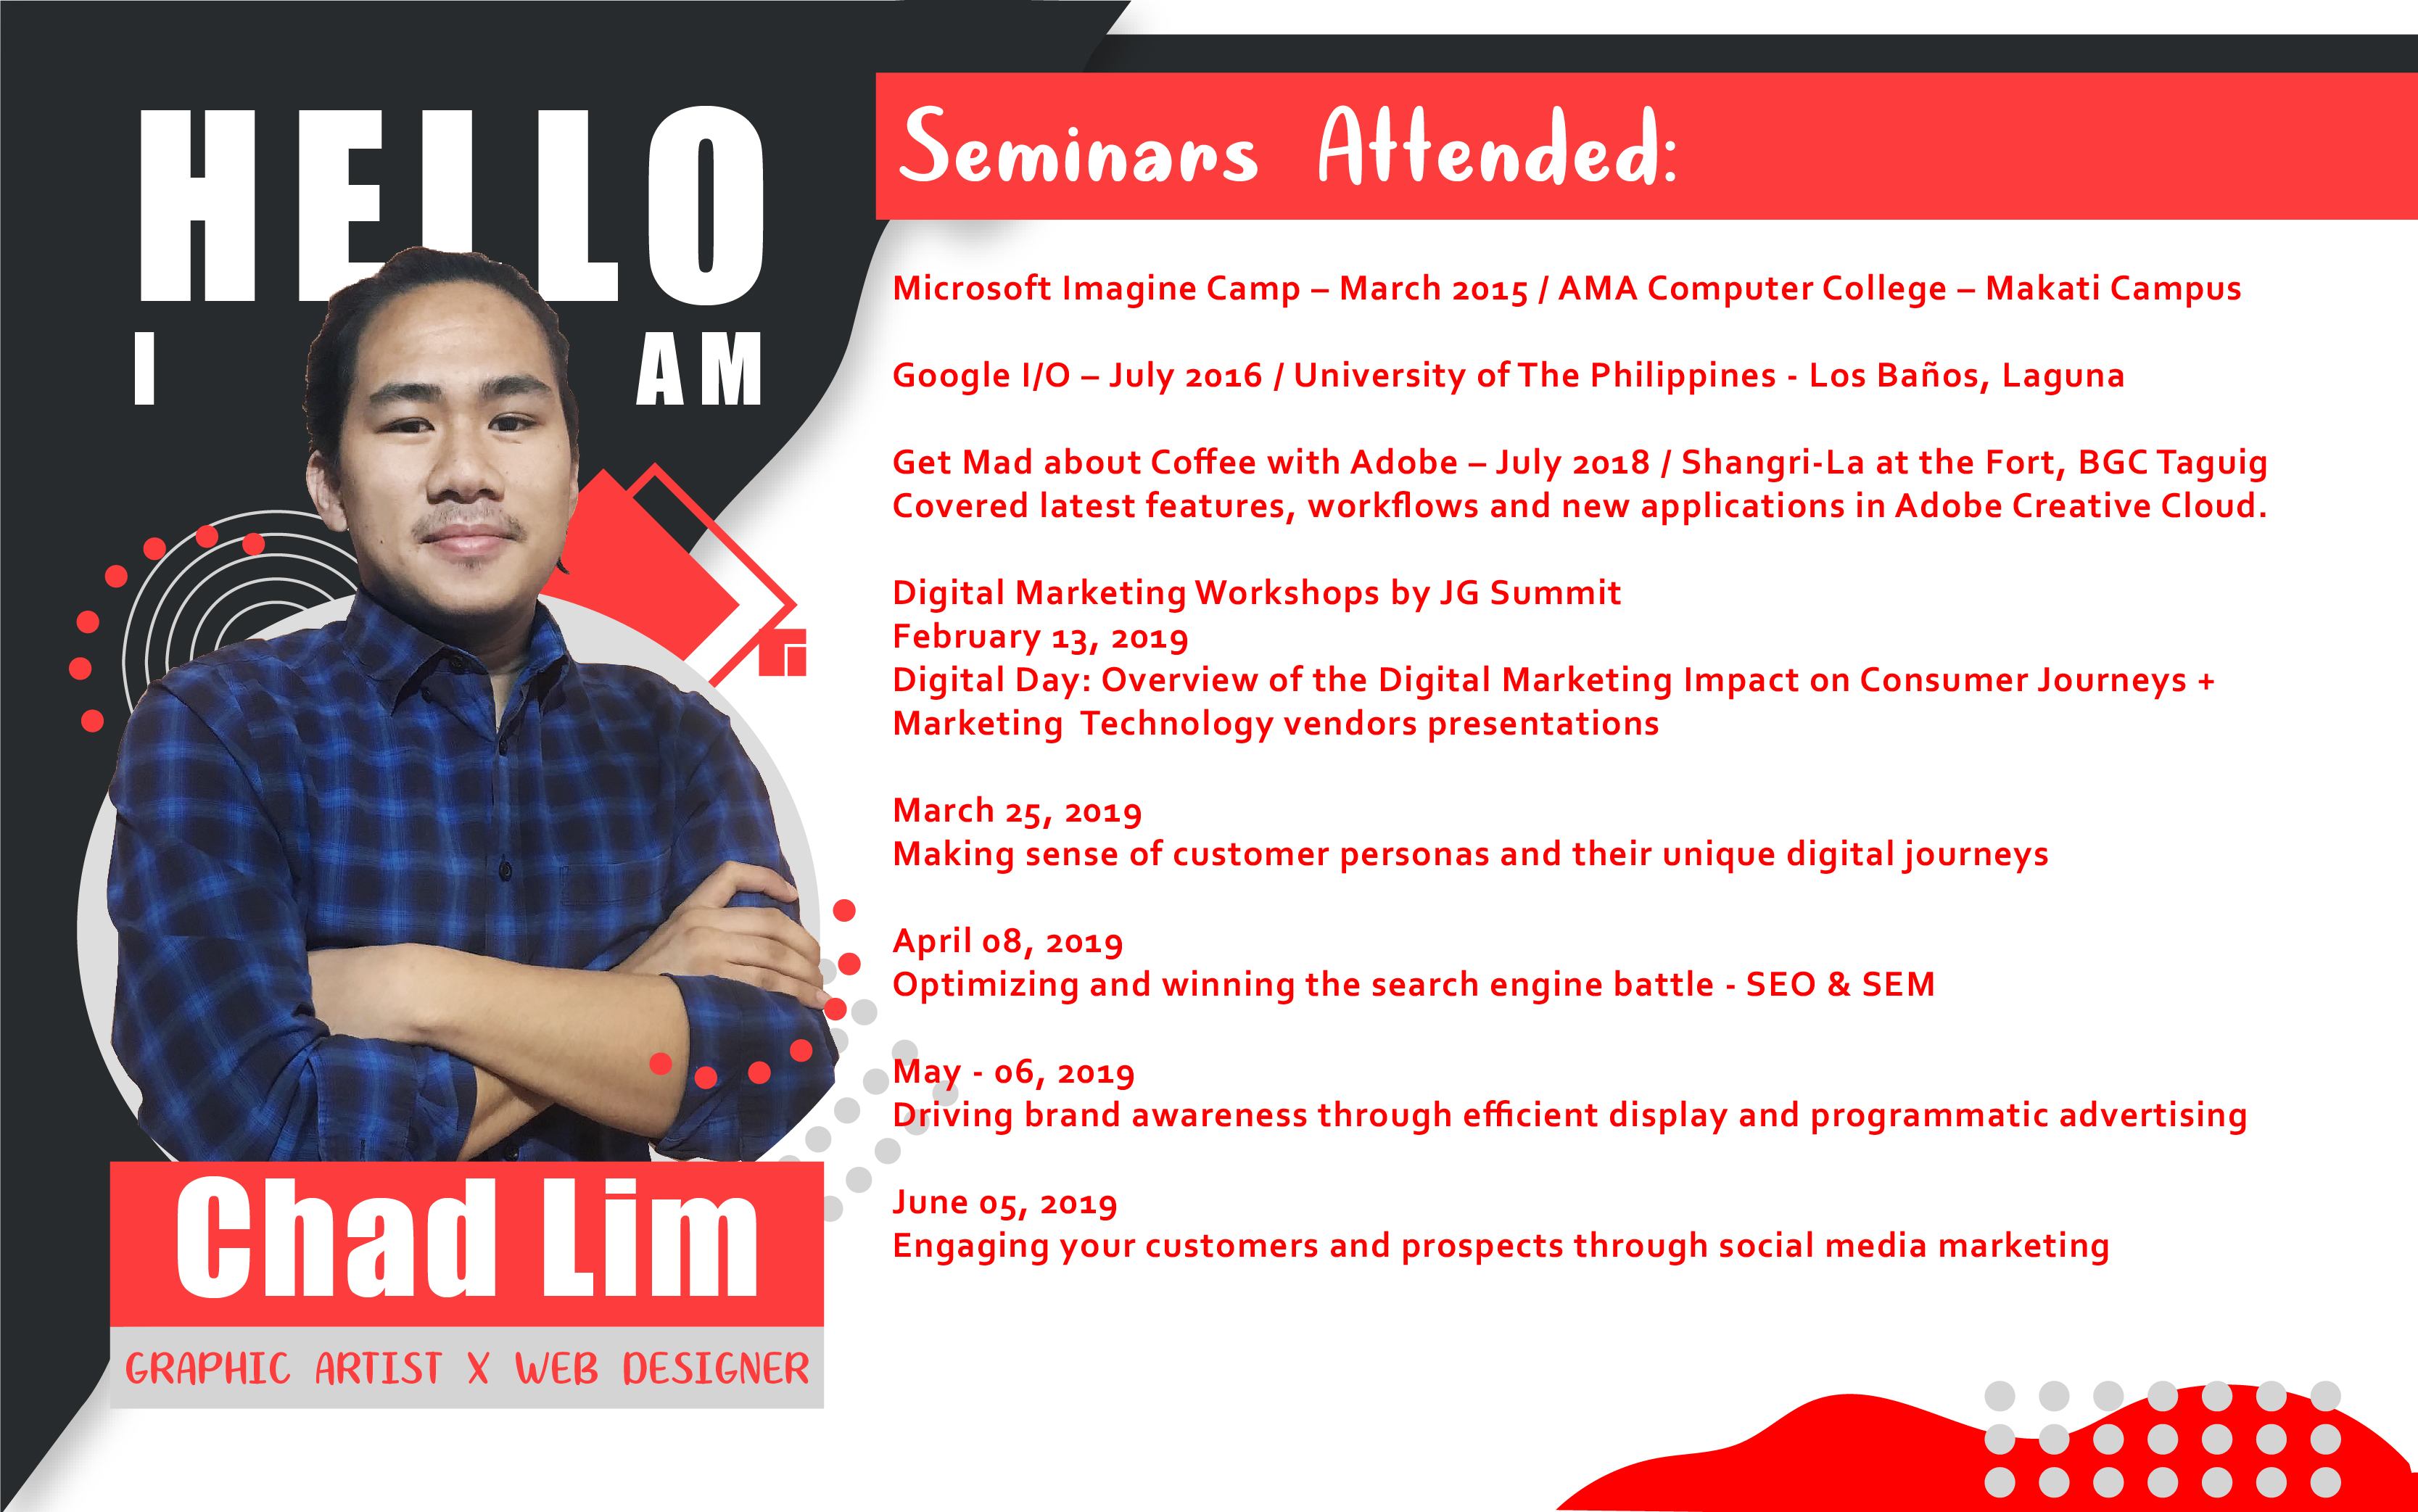 HELLO
I AM
Chad Lim
GRAPHIC ARTIST X WEB DESIGNER
Seminars Attended:
Microsoft Imagine Camp – March 2015 / AMA Computer College – Makati Campus
Google I/O – July 2016 / University of The Philippines - Los Baños, Laguna
Get Mad about Coffee with Adobe – July 2018 / Shangri-La at the Fort, BGC Taguig
Covered latest features, workflows and new applications in Adobe Creative Cloud.
Digital Marketing Workshops by JG Summit
February 13, 2019
Digital Day: Overview of the Digital Marketing Impact on Consumer Journeys +
Marketing  Technology vendors presentations
March 25, 2019
Making sense of customer personas and their unique digital journeys
April 08, 2019
Optimizing and winning the search engine battle - SEO & SEM
May - 06, 2019
Driving brand awareness through efficient display and programmatic advertising
June 05, 2019
Engaging your customers and prospects through social media marketing